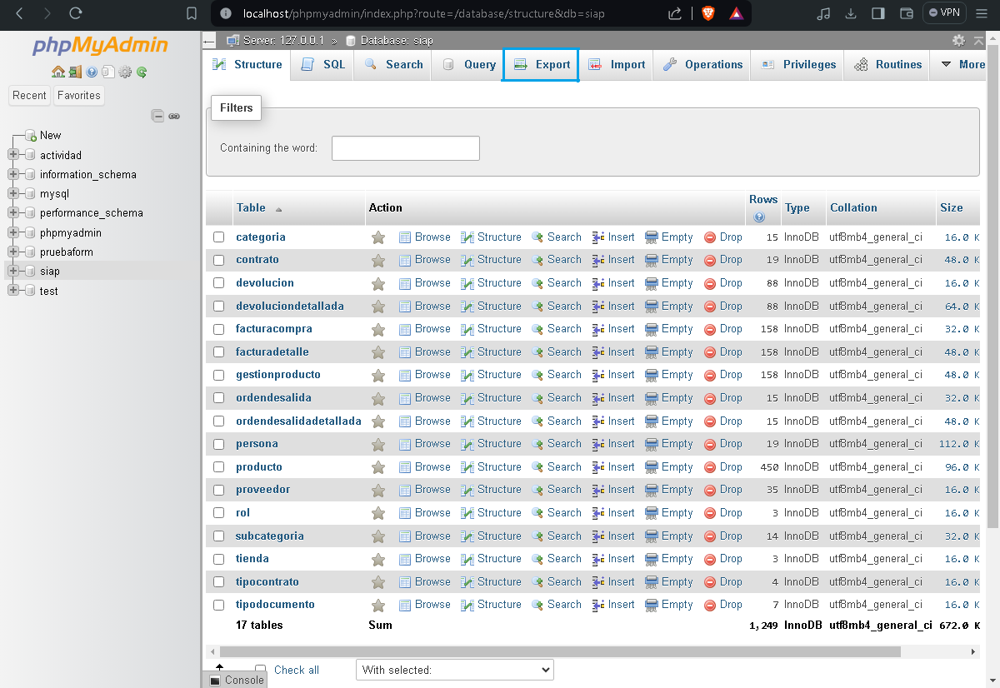 localhost/phpmyadmin/index.php?route=/database/structure&db=siap
VPN
phpMyAdmin
Server: 127.0.0.1 » Database: siap
Structure SQL Search Query Export Import Operations Privileges Routines More
Recent Favorites
New
actividad
information_schema
mysql
performance_schema
phpmyadmin
pruebaform
siap
test
Filters
Containing the word:
Table Action Rows Type Collation Size
categoria Browse Structure Search Insert Empty Drop 15 InnoDB utf8mb4_general_ci 16.0 K
contrato Browse Structure Search Insert Empty Drop 19 InnoDB utf8mb4_general_ci 48.0 K
devolucion Browse Structure Search Insert Empty Drop 88 InnoDB utf8mb4_general_ci 16.0 K
devoluciondetallada Browse Structure Search Insert Empty Drop 88 InnoDB utf8mb4_general_ci 64.0 K
facturacompra Browse Structure Search Insert Empty Drop 158 InnoDB utf8mb4_general_ci 32.0 K
facturadetalle Browse Structure Search Insert Empty Drop 158 InnoDB utf8mb4_general_ci 48.0 K
gestionproducto Browse Structure Search Insert Empty Drop 158 InnoDB utf8mb4_general_ci 48.0 K
ordendesalida Browse Structure Search Insert Empty Drop 15 InnoDB utf8mb4_general_ci 32.0 K
ordendesalidadetallada Browse Structure Search Insert Empty Drop 15 InnoDB utf8mb4_general_ci 48.0 K
persona Browse Structure Search Insert Empty Drop 19 InnoDB utf8mb4_general_ci 112.0 K
producto Browse Structure Search Insert Empty Drop 450 InnoDB utf8mb4_general_ci 96.0 K
proveedor Browse Structure Search Insert Empty Drop 35 InnoDB utf8mb4_general_ci 16.0 K
rol Browse Structure Search Insert Empty Drop 3 InnoDB utf8mb4_general_ci 16.0 K
subcategoria Browse Structure Search Insert Empty Drop 14 InnoDB utf8mb4_general_ci 32.0 K
tienda Browse Structure Search Insert Empty Drop 3 InnoDB utf8mb4_general_ci 16.0 K
tipocontrato Browse Structure Search Insert Empty Drop 4 InnoDB utf8mb4_general_ci 16.0 K
tipodocumento Browse Structure Search Insert Empty Drop 7 InnoDB utf8mb4_general_ci 16.0 K
17 tables Sum 1,249 InnoDB utf8mb4_general_ci 672.0 K
Check all With selected:
Console